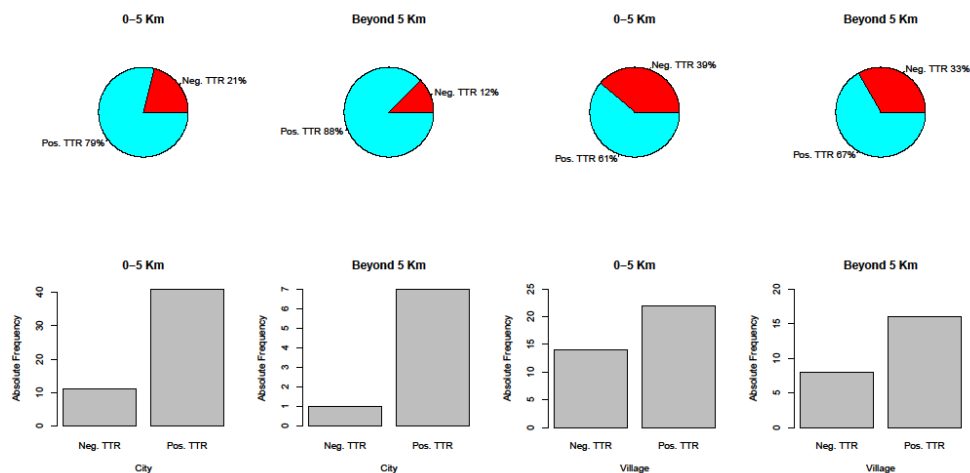 0–5 Km
Beyond 5 Km
0–5 Km
Beyond 5 Km
Neg. TTR 21%
Pos. TTR 79%
Neg. TTR 12%
Pos. TTR 88%
Neg. TTR 39%
Pos. TTR 61%
Neg. TTR 33%
Pos. TTR 67%
0–5 Km
Absolute Frequency
40
30
20
10
0
Neg. TTR Pos. TTR
City
Beyond 5 Km
Absolute Frequency
7
6
5
4
3
2
1
0
Neg. TTR Pos. TTR
City
0–5 Km
Absolute Frequency
25
20
15
10
5
0
Neg. TTR Pos. TTR
Village
Beyond 5 Km
Absolute Frequency
20
15
10
5
0
Neg. TTR Pos. TTR
Village